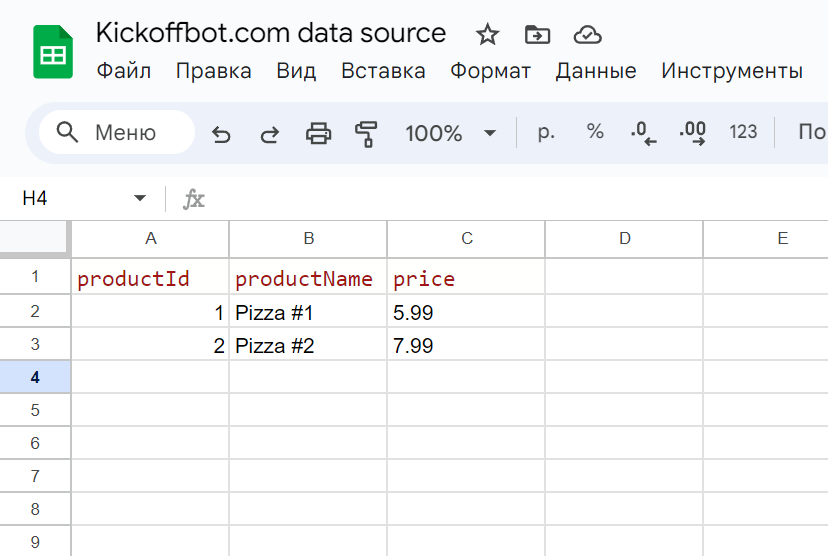 Kickoffbot.com data source
Файл Правка Вид Вставка Формат Данные Инструменты
Меню 100% р. % .0 .00 123 По
H4 fx
A B C D E
1 productId productName price
2 1 Pizza #1 5.99
3 2 Pizza #2 7.99
4
5
6
7
8
9